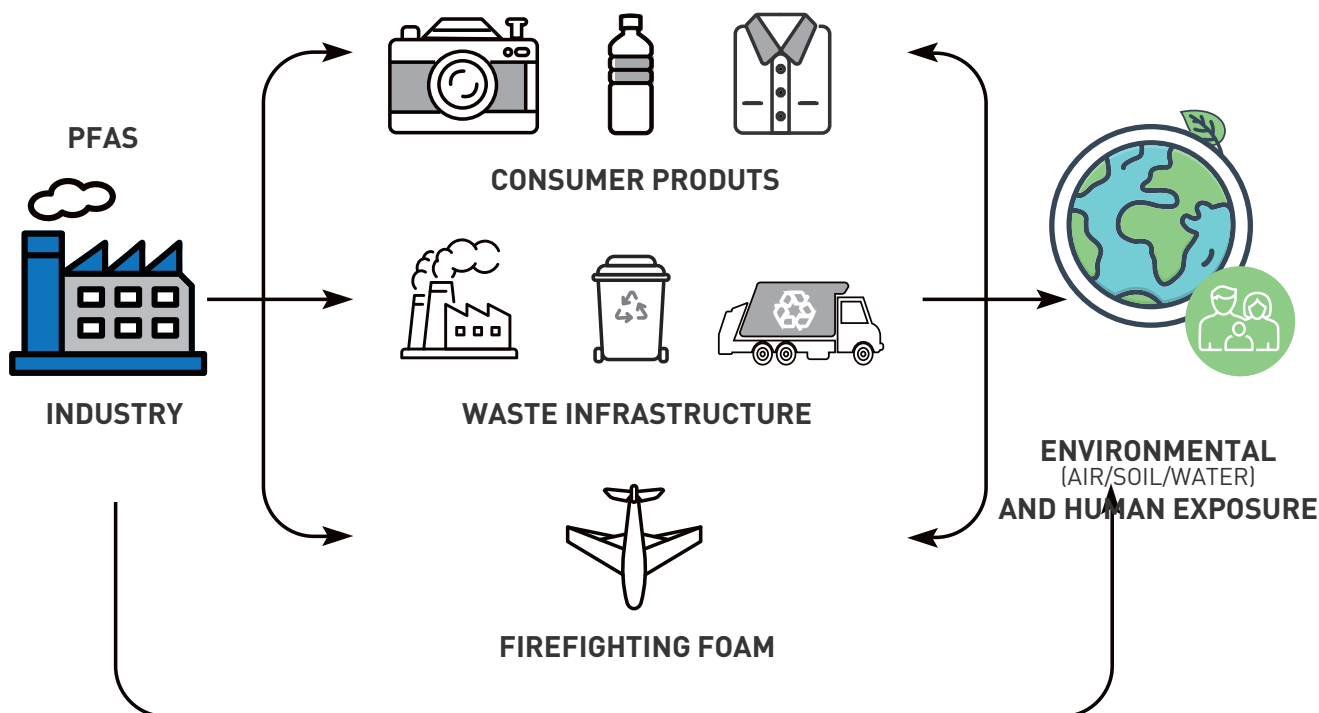 PFAS
INDUSTRY
CONSUMER PRODUTS
WASTE INFRASTRUCTURE
FIREFIGHTING FOAM
ENVIRONMENTAL
(AIR/SOIL/WATER)
AND HUMAN EXPOSURE